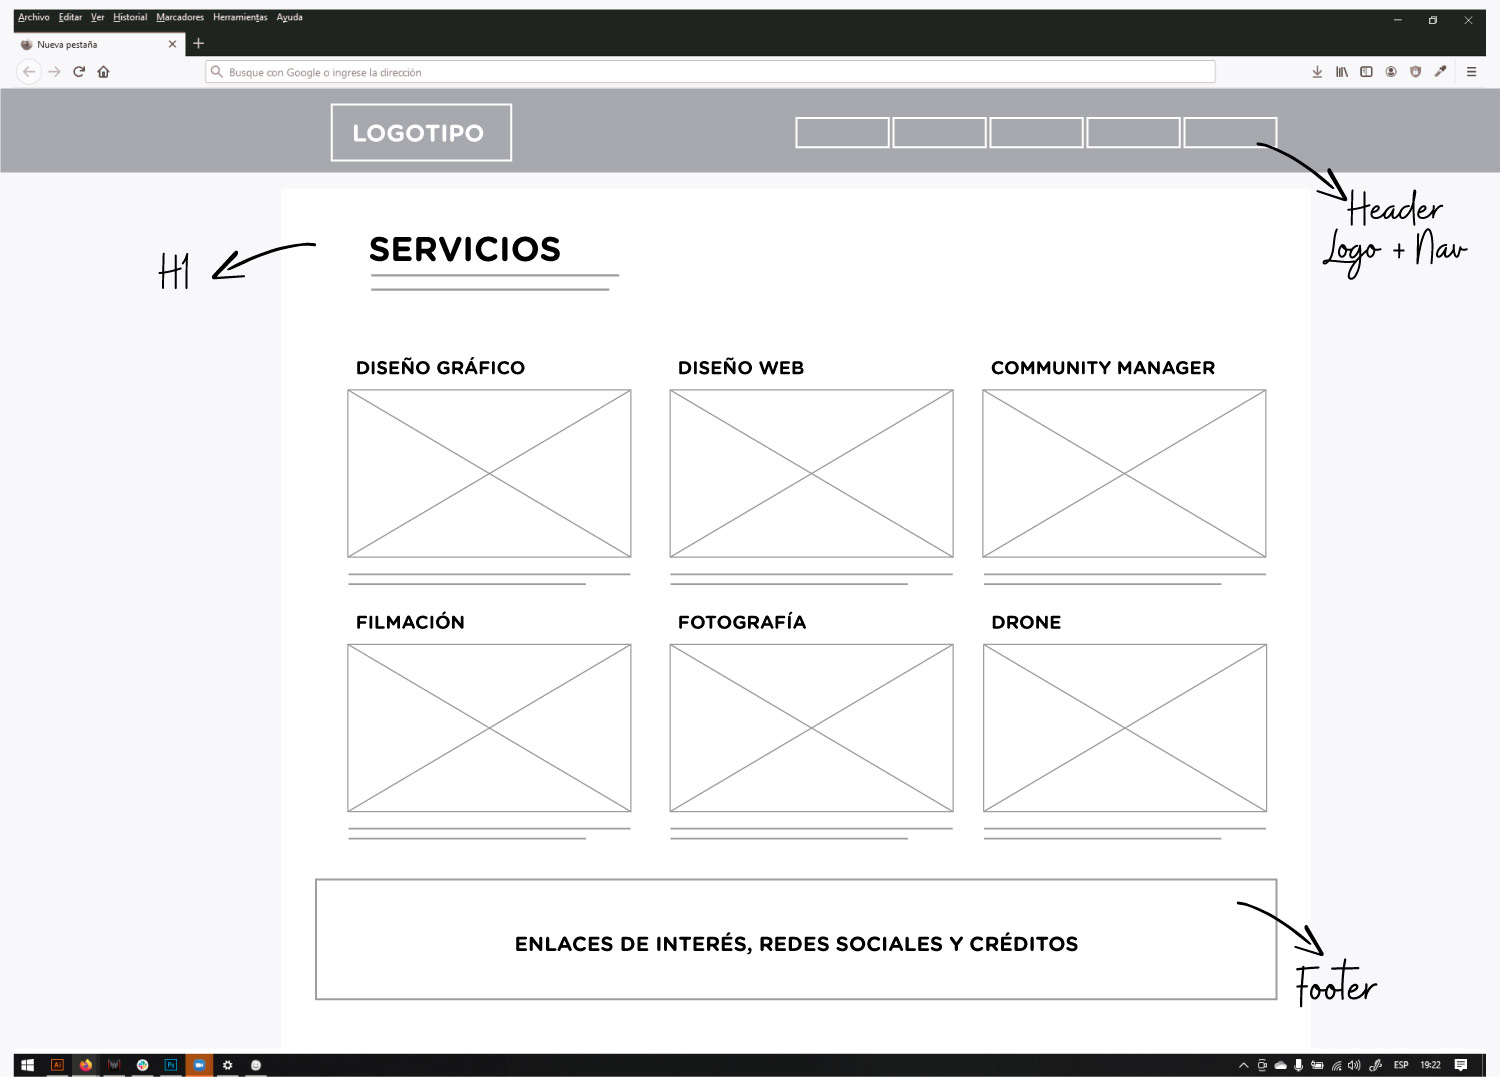 Archivo Editar Ver Historial Marcadores Herramientas Ayuda
Nueva pestaña
Busque con Google o ingrese la dirección
LOGOTIPO
Header
Logo + Nav
H1
SERVICIOS
DISEÑO GRÁFICO
DISEÑO WEB
COMMUNITY MANAGER
FILMACIÓN
FOTOGRAFÍA
DRONE
ENLACES DE INTERÉS, REDES SOCIALES Y CRÉDITOS
Footer
Ai
Ps
ESP
19:22